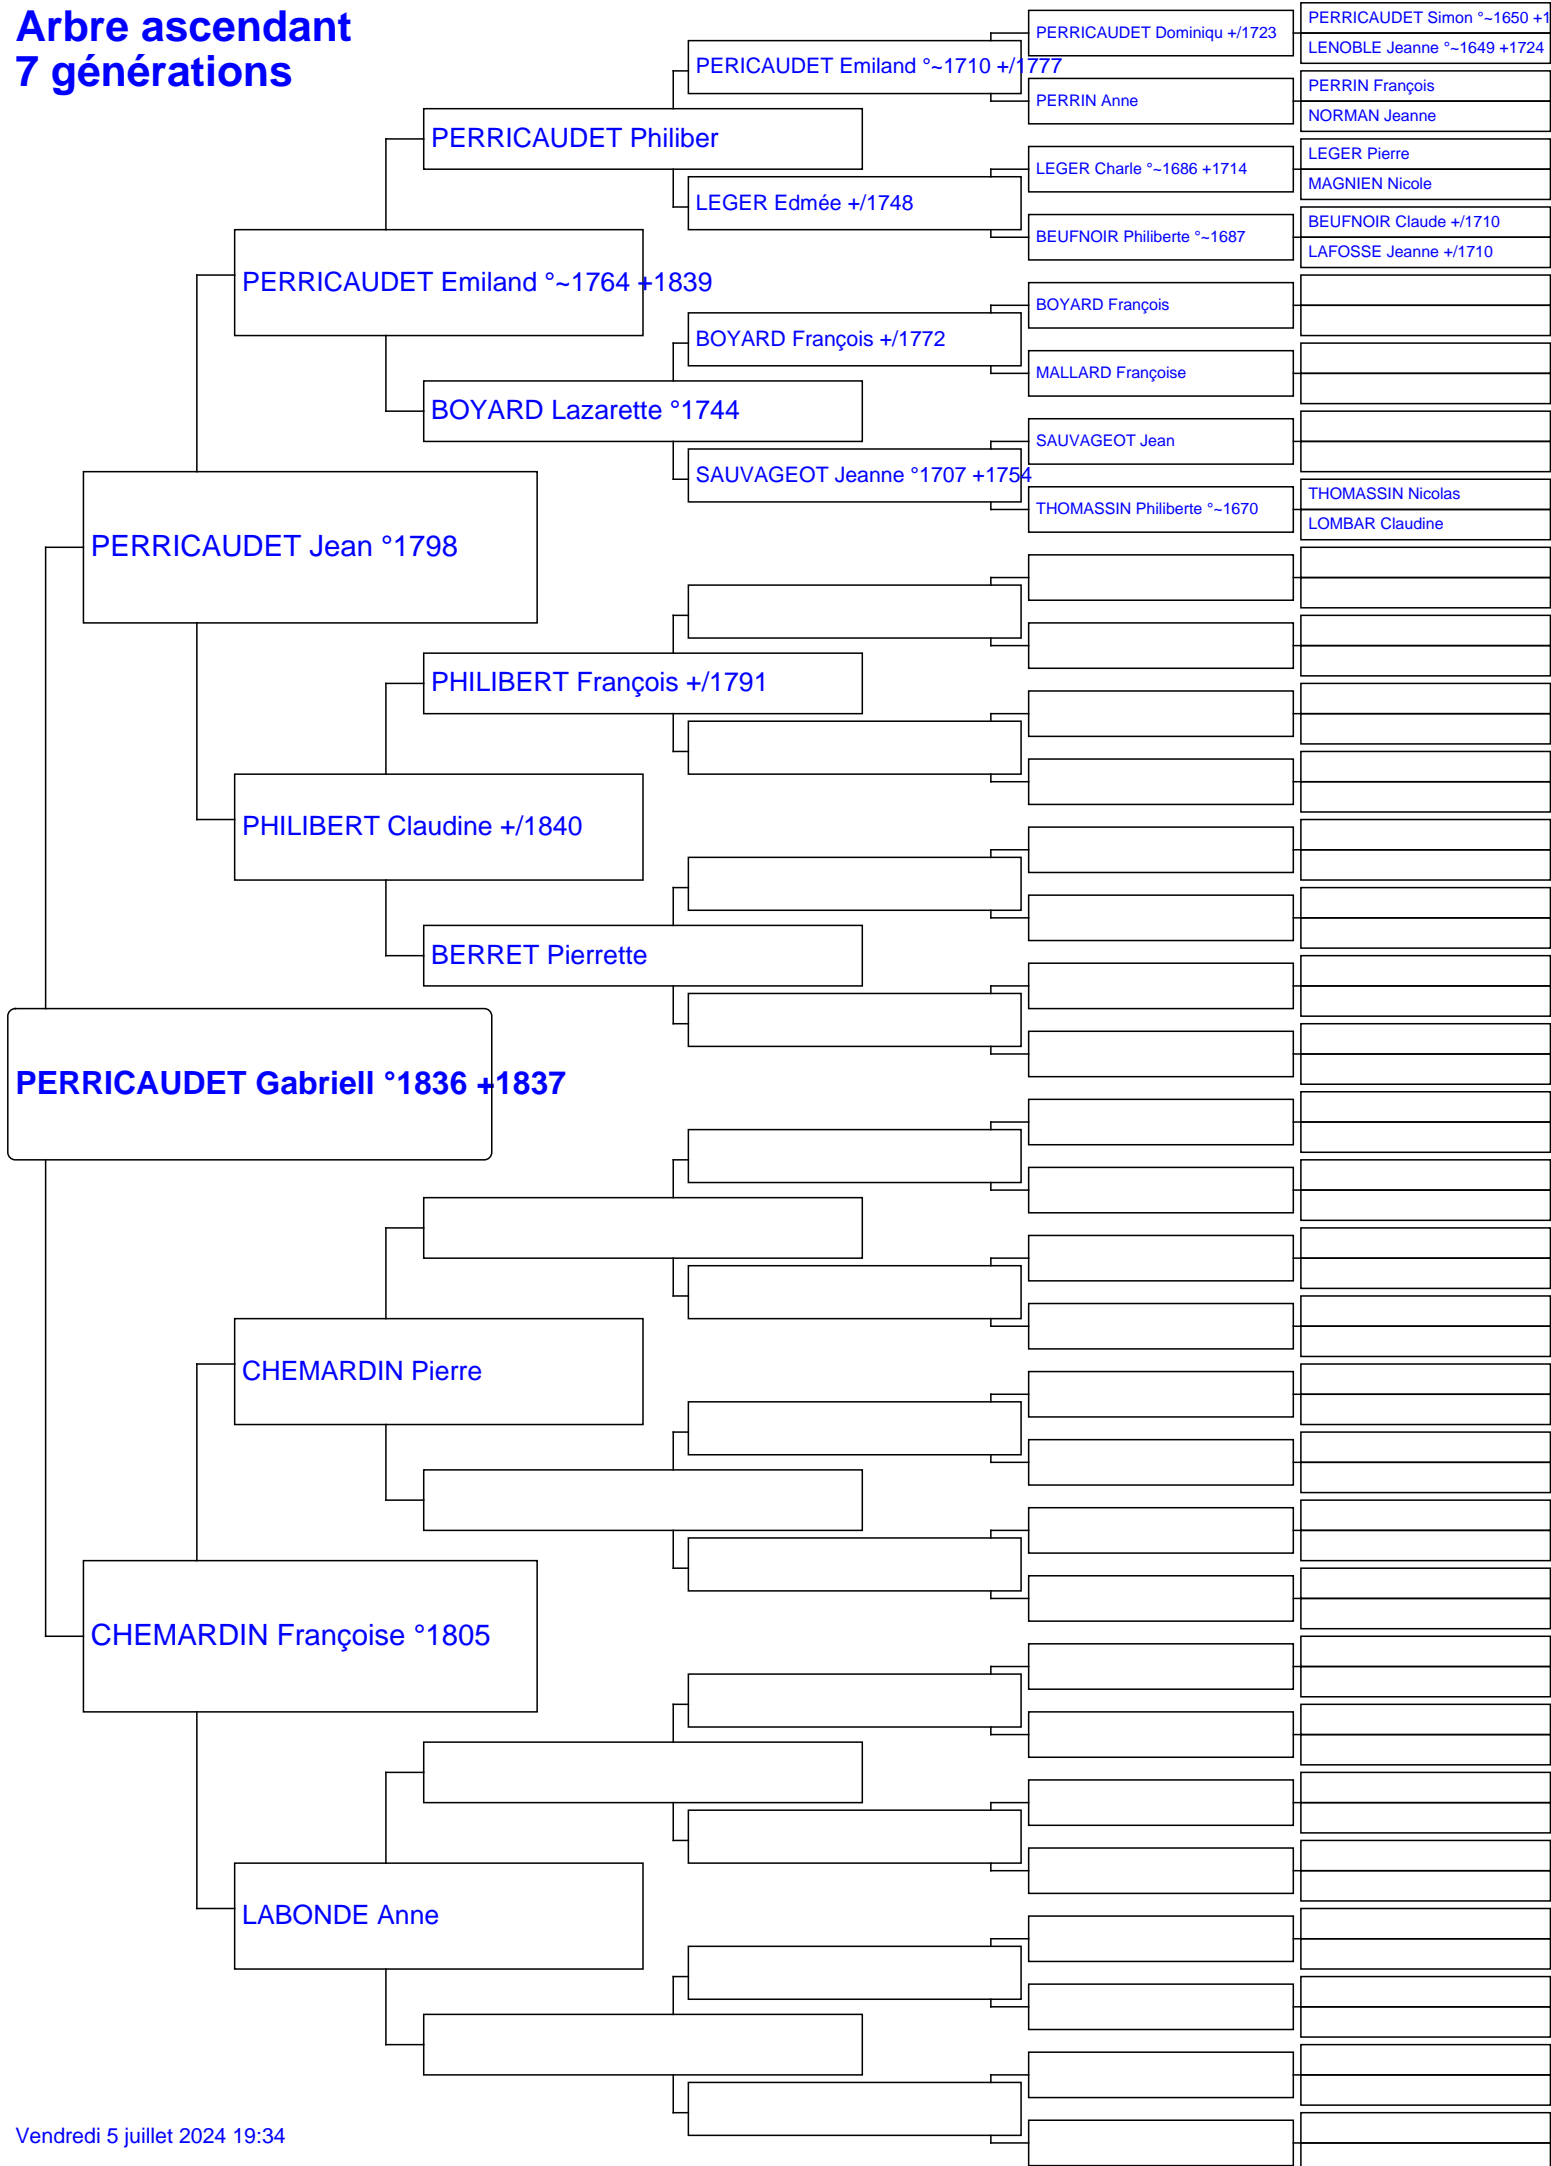 Arbre ascendant
7 générations
PERRICAUDET Simon °~1650 +1
PERRICAUDET Dominiqu +/1723
LENOBLE Jeanne °~1649 +1724
PERICAUDET Emiland °~1710 +/1777
PERRIN François
PERRIN Anne
NORMAN Jeanne
PERRICAUDET Philiber
LEGER Pierre
LEGER Charle °~1686 +1714
MAGNIEN Nicole
LEGER Edmée +/1748
BEUFNOIR Claude +/1710
BEUFNOIR Philiberte °~1687
LAFOSSE Jeanne +/1710
PERRICAUDET Emiland °~1764 +1839
BOYARD François
BOYARD François +/1772
MALLARD Françoise
BOYARD Lazarette °1744
SAUVAGEOT Jean
SAUVAGEOT Jeanne °1707 +1754
THOMASSIN Nicolas
THOMASSIN Philiberte °~1670
LOMBAR Claudine
PERRICAUDET Jean °1798
PHILIBERT François +/1791
PHILIBERT Claudine +/1840
BERRET Pierrette
PERRICAUDET Gabriell °1836 +1837
CHEMARDIN Pierre
CHEMARDIN Françoise °1805
LABONDE Anne
Vendredi 5 juillet 2024 19:34